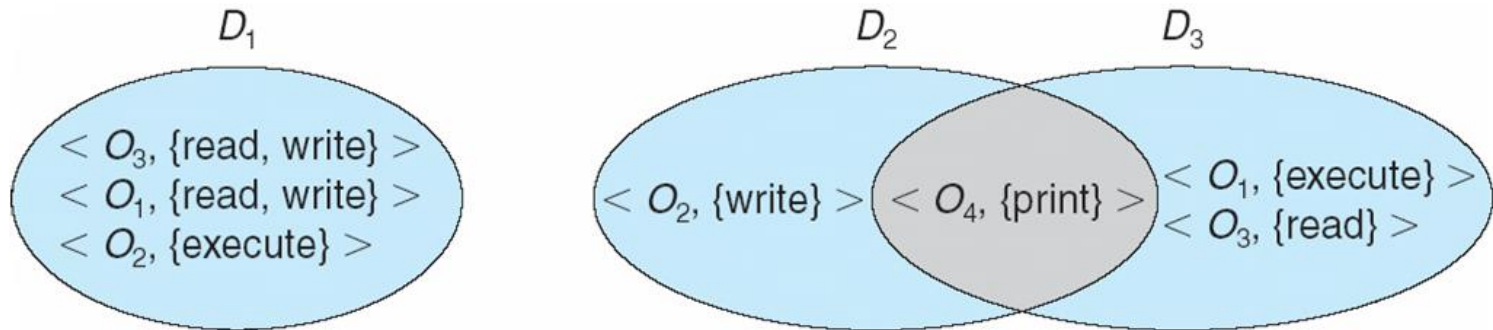 D₁
D₂
D₃
< O₃, {read, write} >
< O₁, {read, write} >
< O₂, {execute} >
< O₂, {write} >
< O₄, {print} >
< O₁, {execute} >
< O₃, {read} >